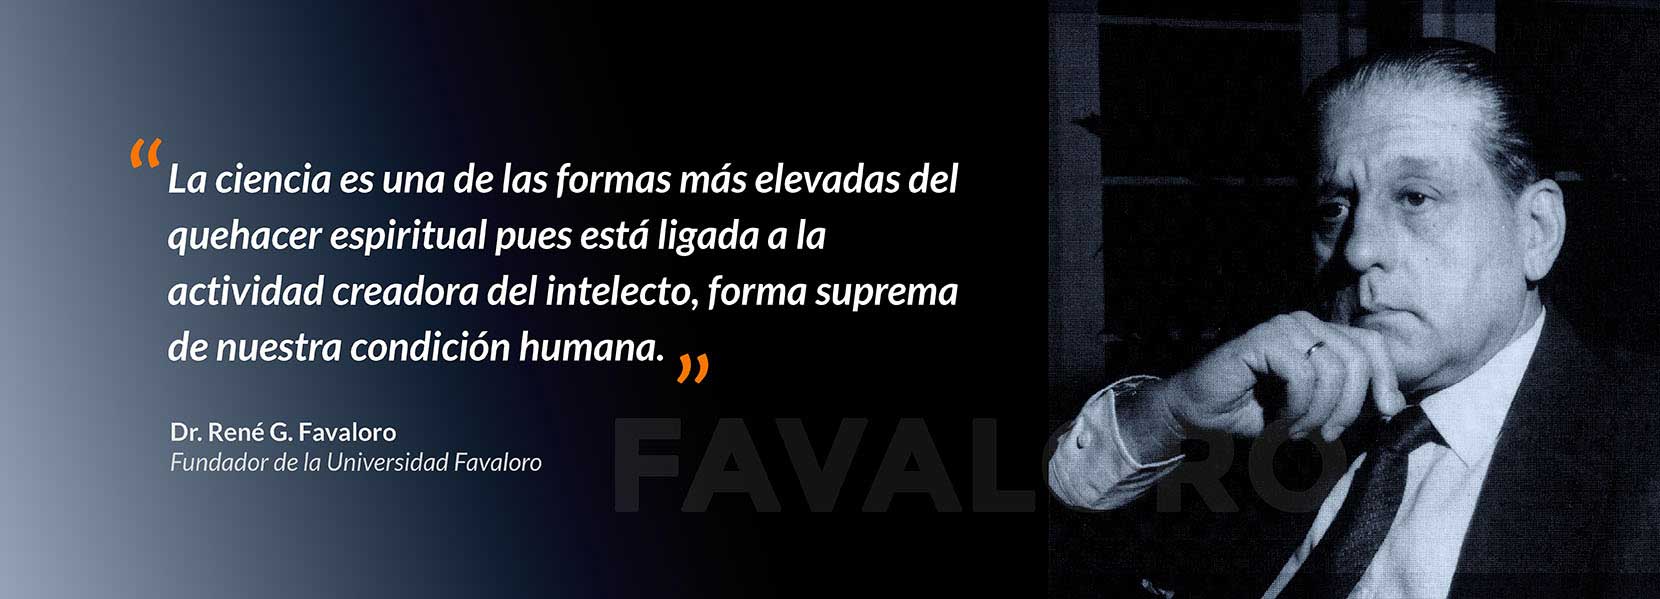 “La ciencia es una de las formas más elevadas del
quehacer espiritual pues está ligada a la
actividad creadora del intelecto, forma suprema
de nuestra condición humana.”
Dr. René G. Favaloro
Fundador de la Universidad Favaloro
FAVALORO